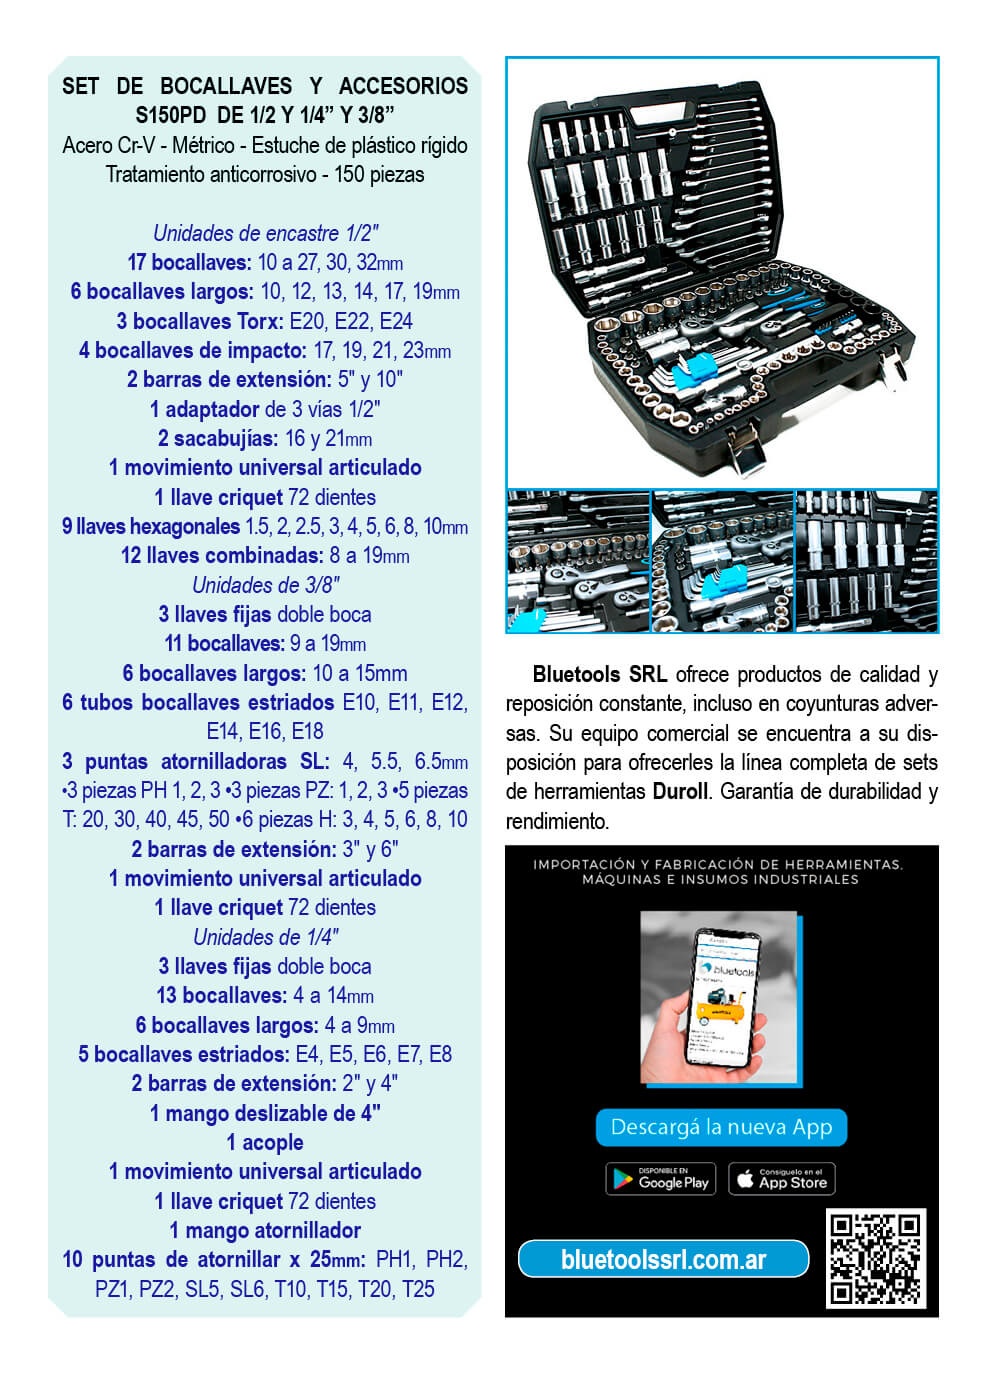 SET DE BOCALLAVES Y ACCESORIOS
S150PD DE 1/2 Y 1/4” Y 3/8”
Acero Cr-V - Métrico - Estuche de plástico rígido
Tratamiento anticorrosivo - 150 piezas
Unidades de encastre 1/2"
17 bocallaves: 10 a 27, 30, 32mm
6 bocallaves largos: 10, 12, 13, 14, 17, 19mm
3 bocallaves Torx: E20, E22, E24
4 bocallaves de impacto: 17, 19, 21, 23mm
2 barras de extensión: 5" y 10"
1 adaptador de 3 vías 1/2"
2 sacabujías: 16 y 21mm
1 movimiento universal articulado
1 llave criquet 72 dientes
9 llaves hexagonales 1.5, 2, 2.5, 3, 4, 5, 6, 8, 10mm
12 llaves combinadas: 8 a 19mm
Unidades de 3/8"
3 llaves fijas doble boca
11 bocallaves: 9 a 19mm
6 bocallaves largos: 10 a 15mm
6 tubos bocallaves estriados E10, E11, E12,
E14, E16, E18
3 puntas atornilladoras SL: 4, 5.5, 6.5mm
•3 piezas PH 1, 2, 3 •3 piezas PZ: 1, 2, 3 •5 piezas
T: 20, 30, 40, 45, 50 •6 piezas H: 3, 4, 5, 6, 8, 10
2 barras de extensión: 3" y 6"
1 movimiento universal articulado
1 llave criquet 72 dientes
Unidades de 1/4"
3 llaves fijas doble boca
13 bocallaves: 4 a 14mm
6 bocallaves largos: 4 a 9mm
5 bocallaves estriados: E4, E5, E6, E7, E8
2 barras de extensión: 2" y 4"
1 mango deslizable de 4"
1 acople
1 movimiento universal articulado
1 llave criquet 72 dientes
1 mango atornillador
10 puntas de atornillar x 25mm: PH1, PH2,
PZ1, PZ2, SL5, SL6, T10, T15, T20, T25
Bluetools SRL ofrece productos de calidad y
reposición constante, incluso en coyunturas adver-
sas. Su equipo comercial se encuentra a su dis-
posición para ofrecerles la línea completa de sets
de herramientas Duroll. Garantía de durabilidad y
rendimiento.
IMPORTACIÓN Y FABRICACIÓN DE HERRAMIENTAS,
MÁQUINAS E INSUMOS INDUSTRIALES
bluetools
Descargá la nueva App
DISPONIBLE EN
Google Play
Consíguelo en el
App Store
bluetoolssrl.com.ar